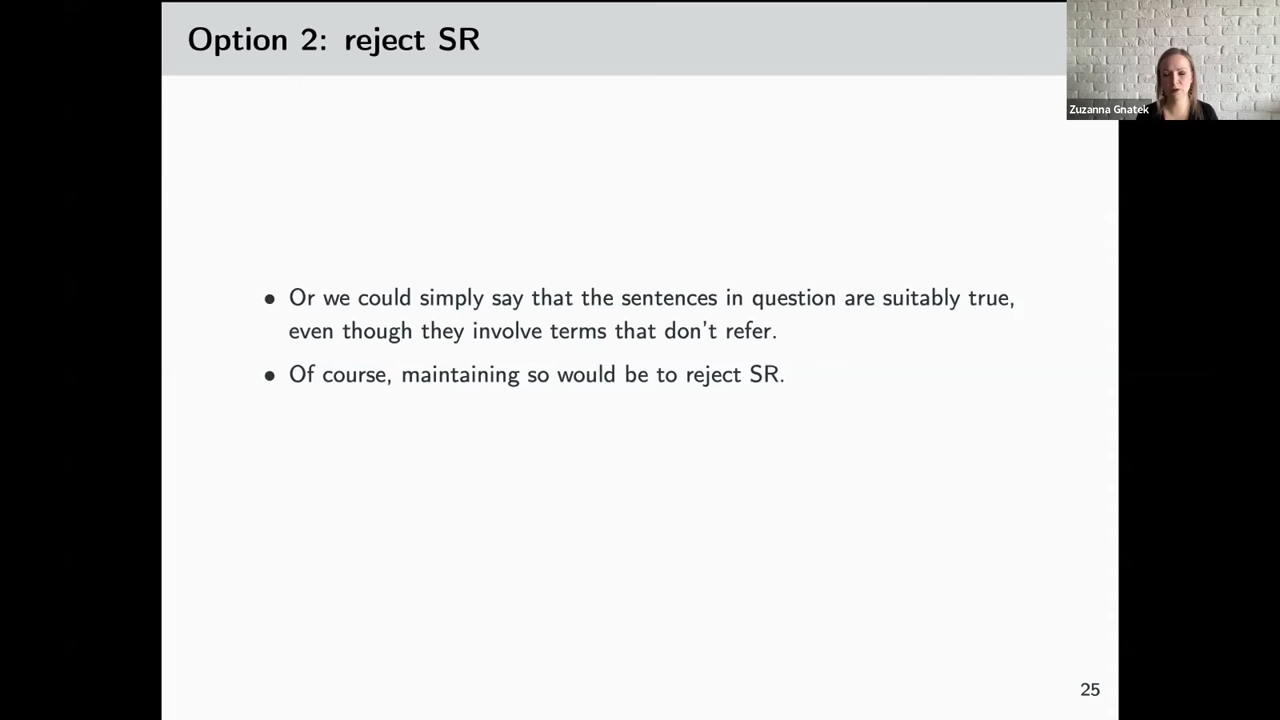 Option 2: reject SR
Zuzanna Gnatek
• Or we could simply say that the sentences in question are suitably true,
even though they involve terms that don't refer.
• Of course, maintaining so would be to reject SR.
25